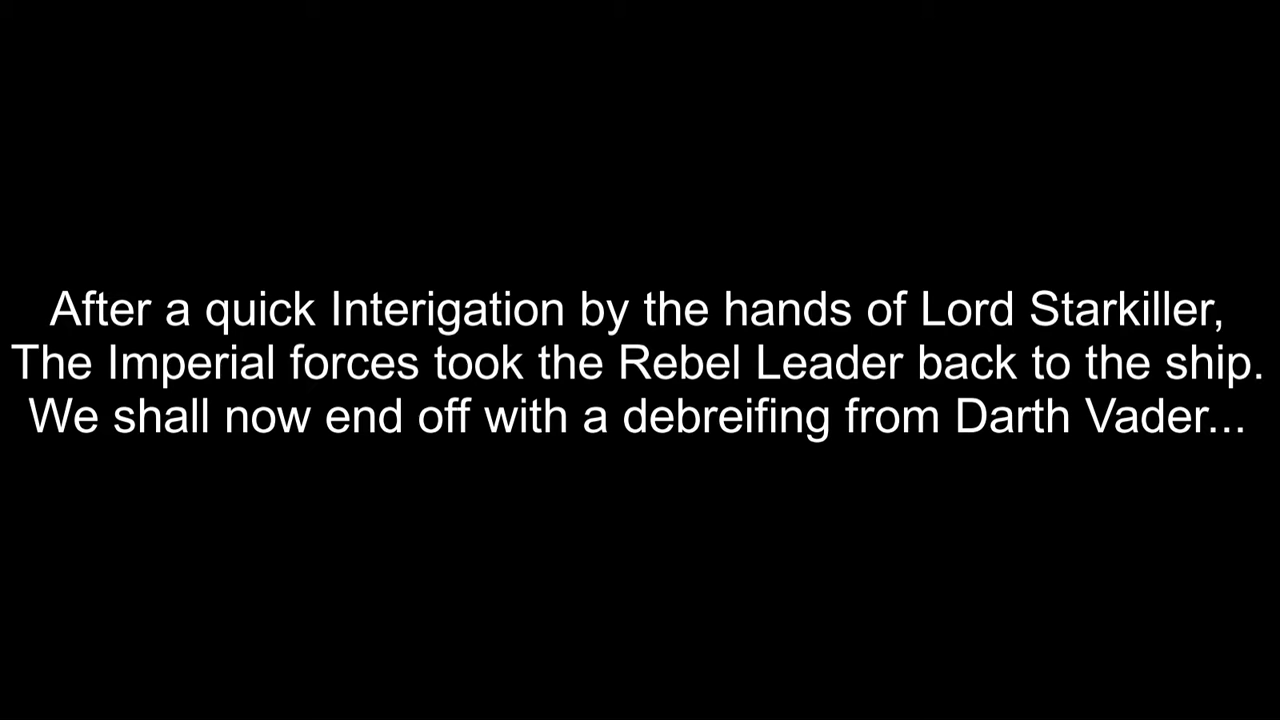 After a quick Interigation by the hands of Lord Starkiller,
The Imperial forces took the Rebel Leader back to the ship.
We shall now end off with a debreifing from Darth Vader...